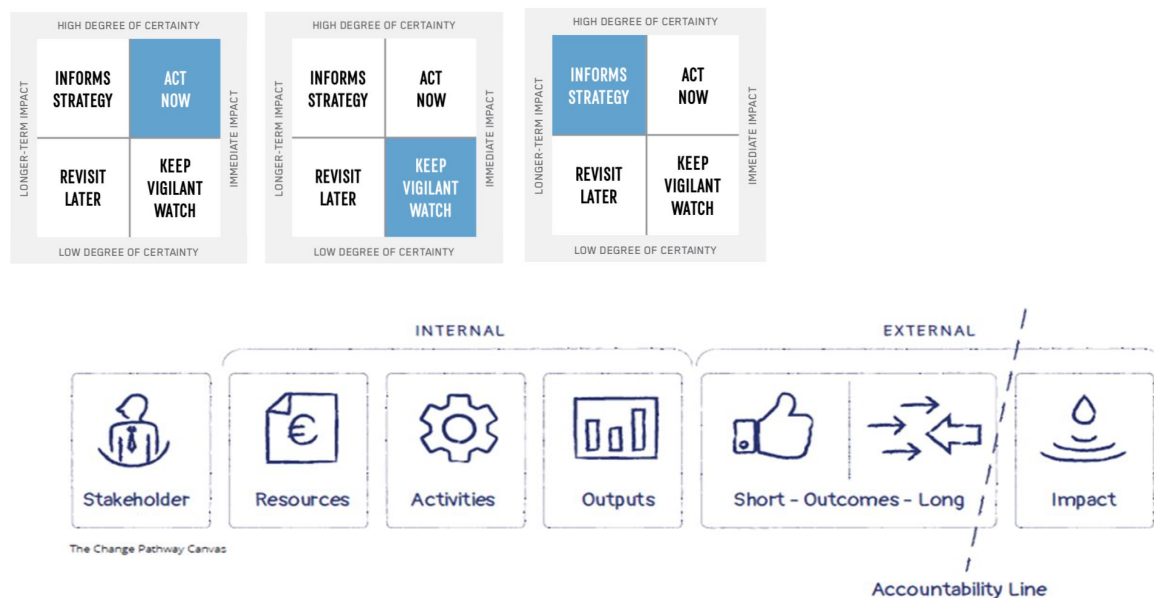 HIGH DEGREE OF CERTAINTY
LONGER-TERM IMPACT
INFORMS
STRATEGY
ACT
NOW
REVISIT
LATER
KEEP
VIGILANT
WATCH
IMMEDIATE IMPACT
LOW DEGREE OF CERTAINTY
HIGH DEGREE OF CERTAINTY
LONGER-TERM IMPACT
INFORMS
STRATEGY
ACT
NOW
REVISIT
LATER
KEEP
VIGILANT
WATCH
IMMEDIATE IMPACT
LOW DEGREE OF CERTAINTY
HIGH DEGREE OF CERTAINTY
LONGER-TERM IMPACT
INFORMS
STRATEGY
ACT
NOW
REVISIT
LATER
KEEP
VIGILANT
WATCH
IMMEDIATE IMPACT
LOW DEGREE OF CERTAINTY
INTERNAL
EXTERNAL
€
Stakeholder
Resources
Activities
Outputs
Short - Outcomes - Long
Impact
The Change Pathway Canvas
Accountability Line